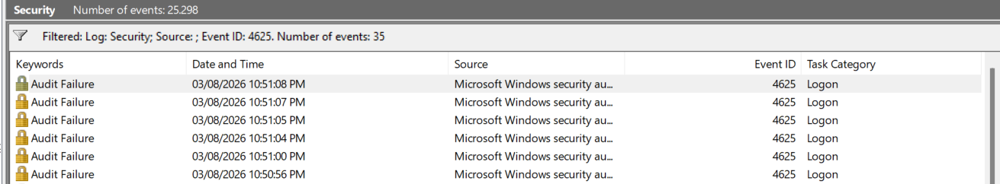 Security Number of events: 25.298
Filtered: Log: Security; Source: ; Event ID: 4625. Number of events: 35
Keywords Date and Time Source Event ID Task Category
Audit Failure 03/08/2026 10:51:08 PM Microsoft Windows security au... 4625 Logon
Audit Failure 03/08/2026 10:51:07 PM Microsoft Windows security au... 4625 Logon
Audit Failure 03/08/2026 10:51:05 PM Microsoft Windows security au... 4625 Logon
Audit Failure 03/08/2026 10:51:04 PM Microsoft Windows security au... 4625 Logon
Audit Failure 03/08/2026 10:51:00 PM Microsoft Windows security au... 4625 Logon
Audit Failure 03/08/2026 10:50:56 PM Microsoft Windows security au... 4625 Logon